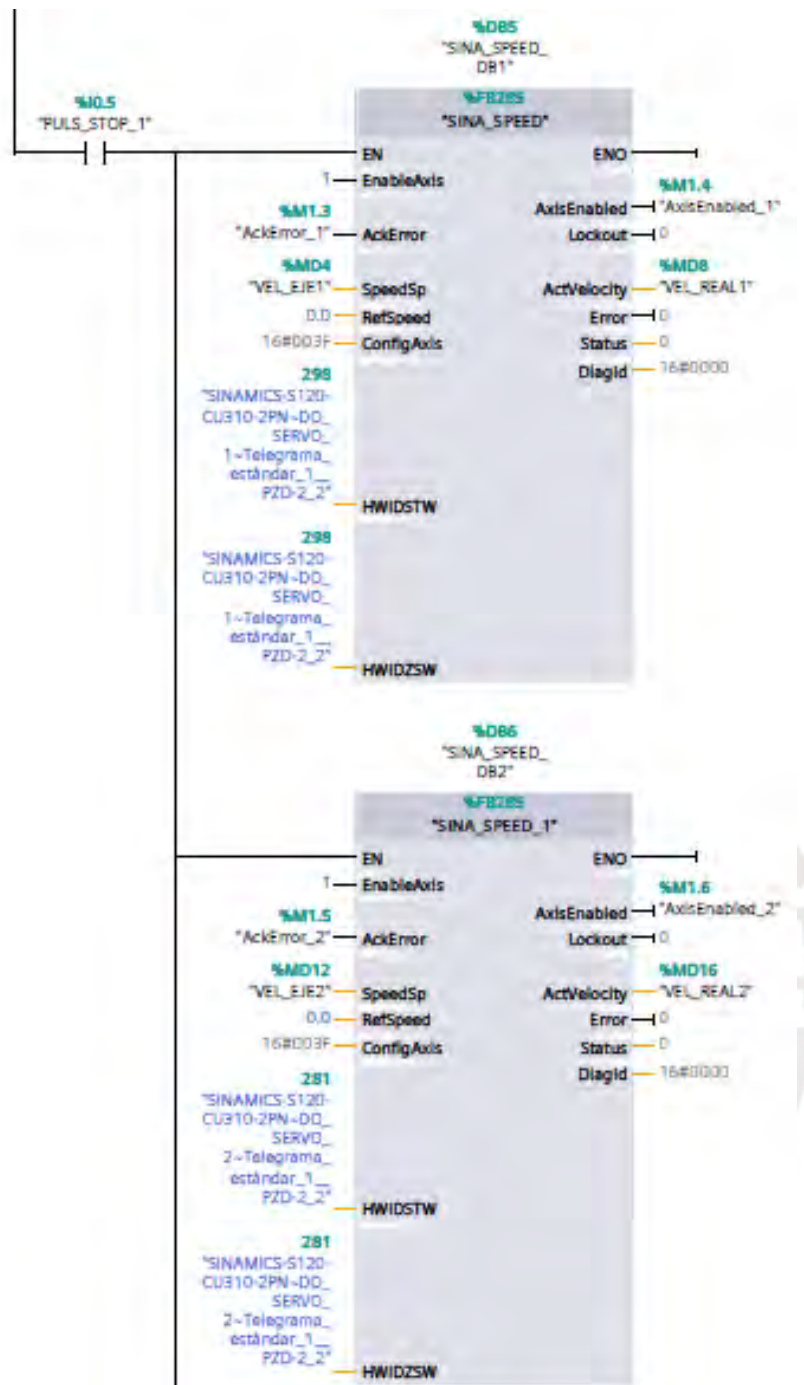 %DB5
"SINA_SPEED_
DB1"
%I0.5
"PULS_STOP_1"
%FB285
"SINA_SPEED"
EN
ENO
1
EnableAxis
%M1.3
"AckError_1"
AckError
%M1.4
AxisEnabled
"AxisEnabled_1"
Lockout
0
%MD4
"VEL_EJE1"
SpeedSp
%MD8
ActVelocity
"VEL_REAL1"
0.0
RefSpeed
Error
0
16#003F
ConfigAxis
Status
0
DiagId
16#0000
298
"SINAMICS-S120-
CU310-2PN~DO_
SERVO_
1~Telegrama_
estándar_1__
PZD-2_2"
HWIDSTW
298
"SINAMICS-S120-
CU310-2PN~DO_
SERVO_
1~Telegrama_
estándar_1__
PZD-2_2"
HWIDZSW
%DB6
"SINA_SPEED_
DB2"
%FB285
"SINA_SPEED_1"
EN
ENO
1
EnableAxis
%M1.5
"AckError_2"
AckError
%M1.6
AxisEnabled
"AxisEnabled_2"
Lockout
0
%MD12
"VEL_EJE2"
SpeedSp
%MD16
ActVelocity
"VEL_REAL2"
0.0
RefSpeed
Error
0
16#003F
ConfigAxis
Status
0
DiagId
16#0000
281
"SINAMICS-S120-
CU310-2PN~DO_
SERVO_
2~Telegrama_
estándar_1__
PZD-2_2"
HWIDSTW
281
"SINAMICS-S120-
CU310-2PN~DO_
SERVO_
2~Telegrama_
estándar_1__
PZD-2_2"
HWIDZSW